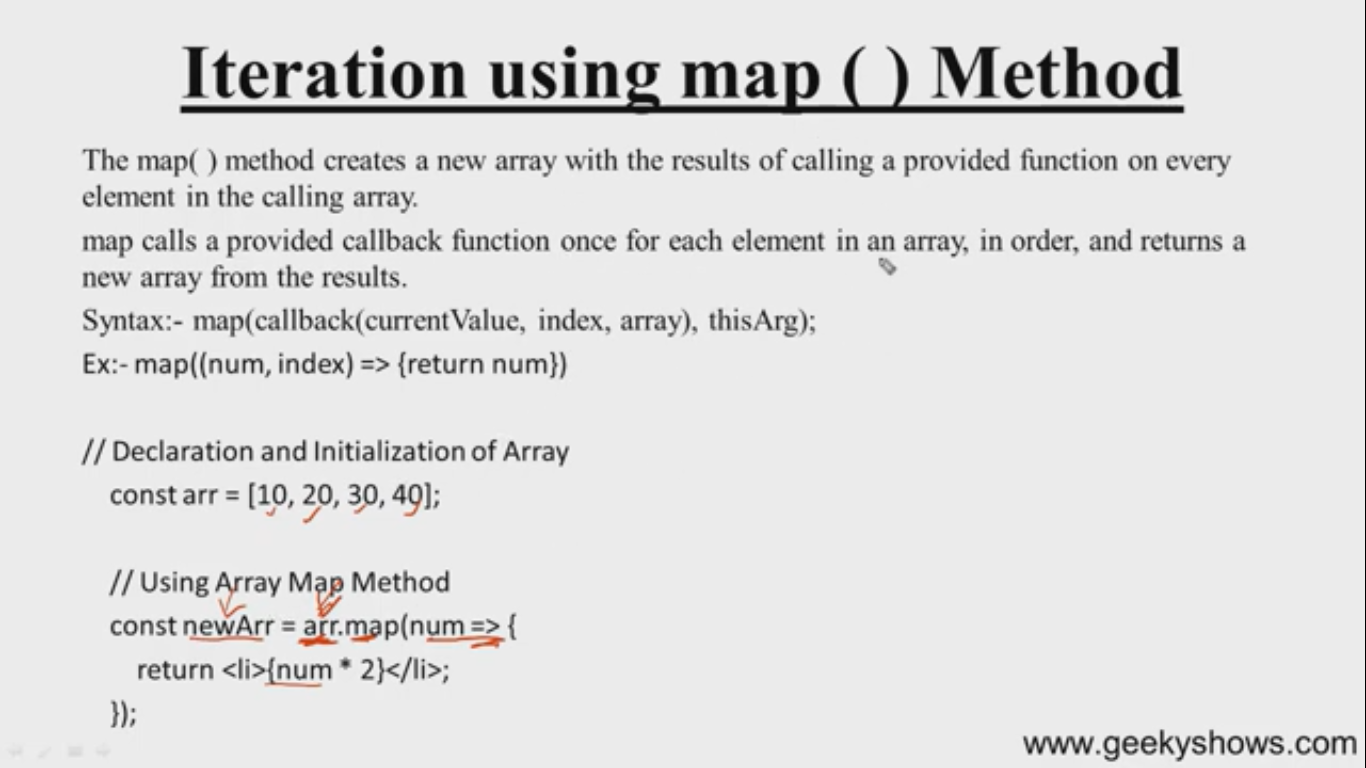 Iteration using map ( ) Method
The map( ) method creates a new array with the results of calling a provided function on every
element in the calling array.
map calls a provided callback function once for each element in an array, in order, and returns a
new array from the results.
Syntax:- map(callback(currentValue, index, array), thisArg);
Ex:- map((num, index) => {return num})
// Declaration and Initialization of Array
const arr = [10, 20, 30, 40];
// Using Array Map Method
const newArr = arr.map(num => {
return <li>{num * 2}</li>;
});
www.geekyshows.com